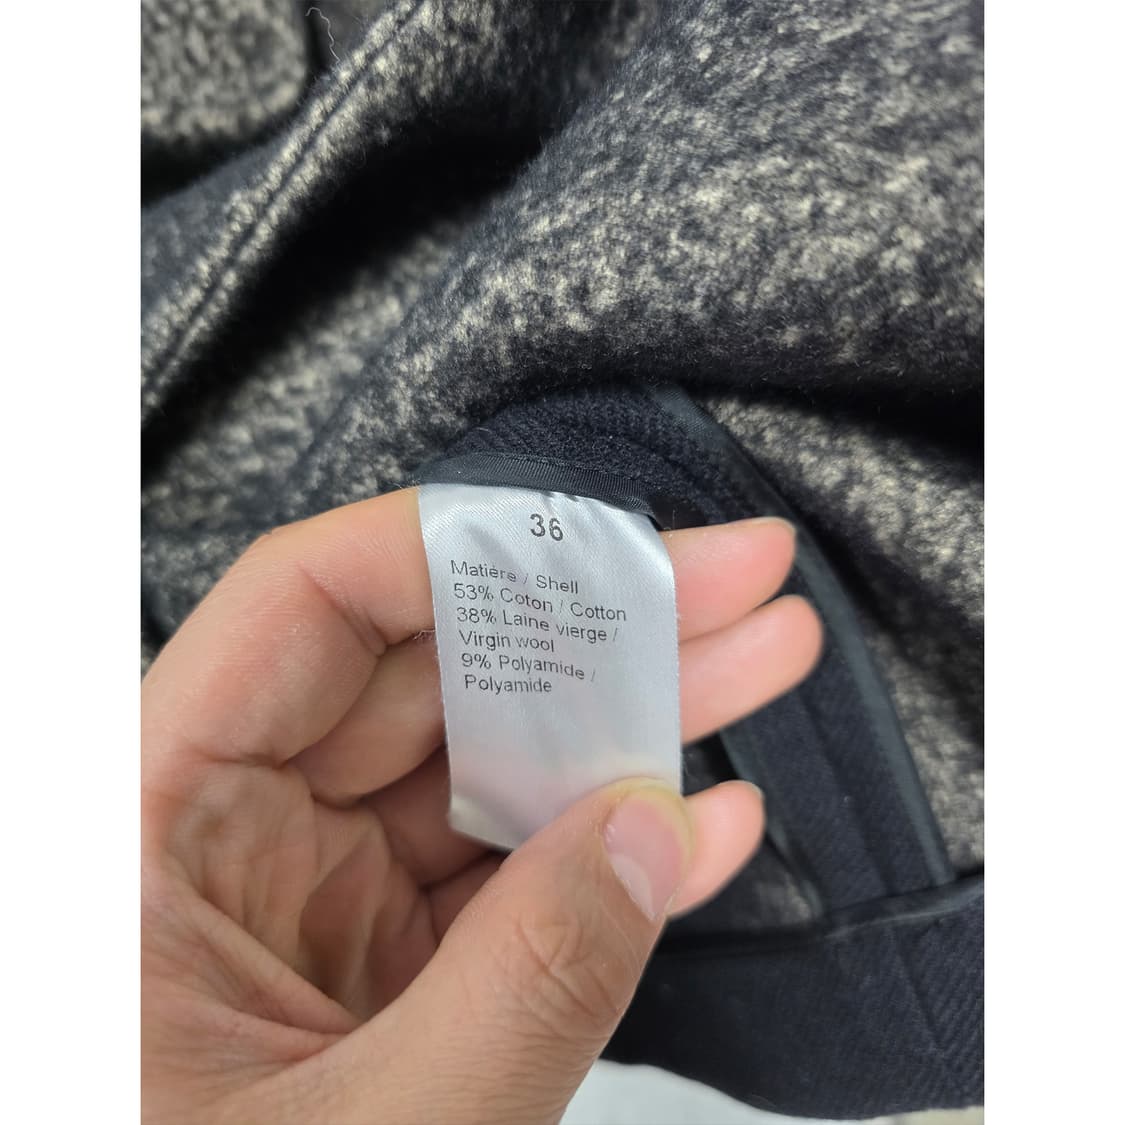 36
Matière / Shell
53% Coton / Cotton
38% Laine vierge /
Virgin wool
9% Polyamide /
Polyamide